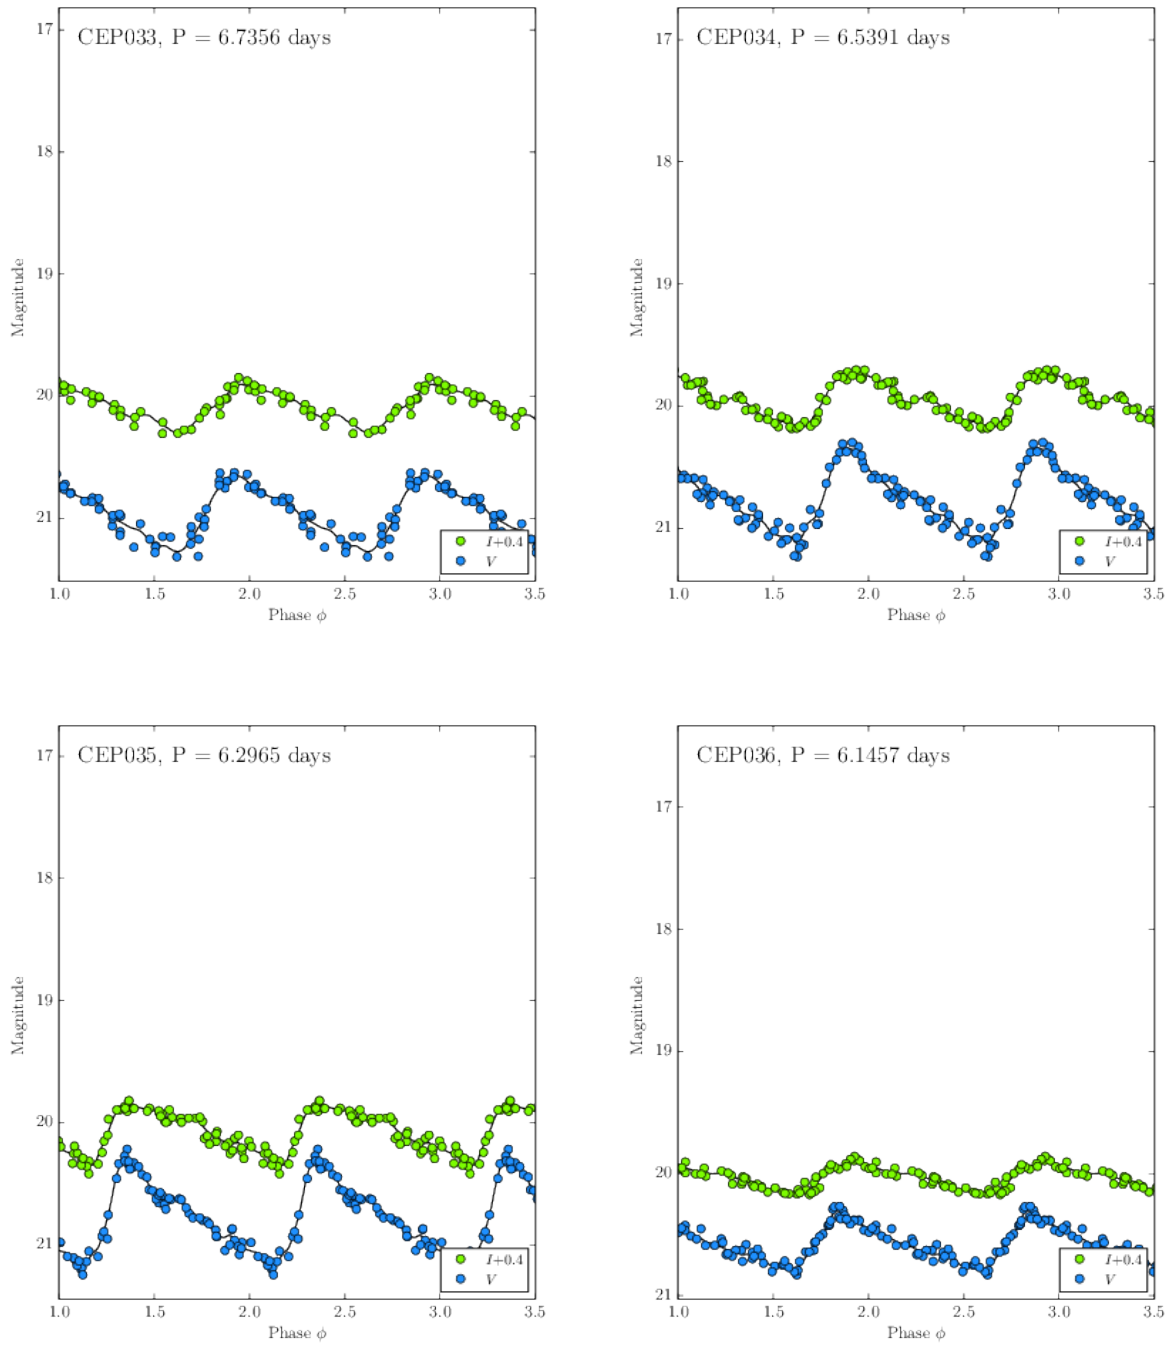 CEP033, P = 6.7356 days
17
18
19
20
21
Magnitude
I+0.4
V
1.0 1.5 2.0 2.5 3.0 3.5
Phase ϕ
CEP034, P = 6.5391 days
17
18
19
20
21
Magnitude
I+0.4
V
1.0 1.5 2.0 2.5 3.0 3.5
Phase ϕ
CEP035, P = 6.2965 days
17
18
19
20
21
Magnitude
I+0.4
V
1.0 1.5 2.0 2.5 3.0 3.5
Phase ϕ
CEP036, P = 6.1457 days
17
18
19
20
21
Magnitude
I+0.4
V
1.0 1.5 2.0 2.5 3.0 3.5
Phase ϕ